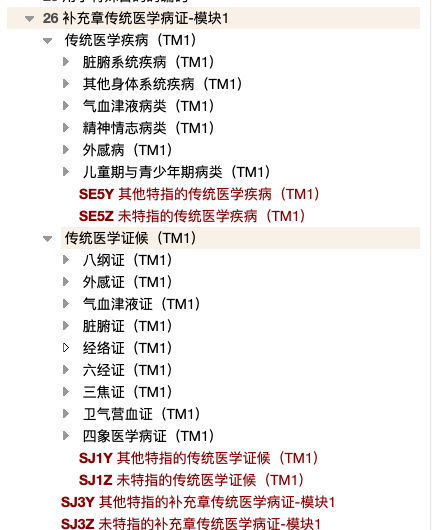 26 补充章传统医学病证-模块1
传统医学疾病（TM1）
脏腑系统疾病（TM1）
其他身体系统疾病（TM1）
气血津液病类（TM1）
精神情志病类（TM1）
外感病（TM1）
儿童期与青少年期病类（TM1）
SE5Y 其他特指的传统医学疾病（TM1）
SE5Z 未特指的传统医学疾病（TM1）
传统医学证候（TM1）
八纲证（TM1）
外感证（TM1）
气血津液证（TM1）
脏腑证（TM1）
经络证（TM1）
六经证（TM1）
三焦证（TM1）
卫气营血证（TM1）
四象医学病证（TM1）
SJ1Y 其他特指的传统医学证候（TM1）
SJ1Z 未特指的传统医学证候（TM1）
SJ3Y 其他特指的补充章传统医学病证-模块1
SJ3Z 未特指的补充章传统医学病证-模块1